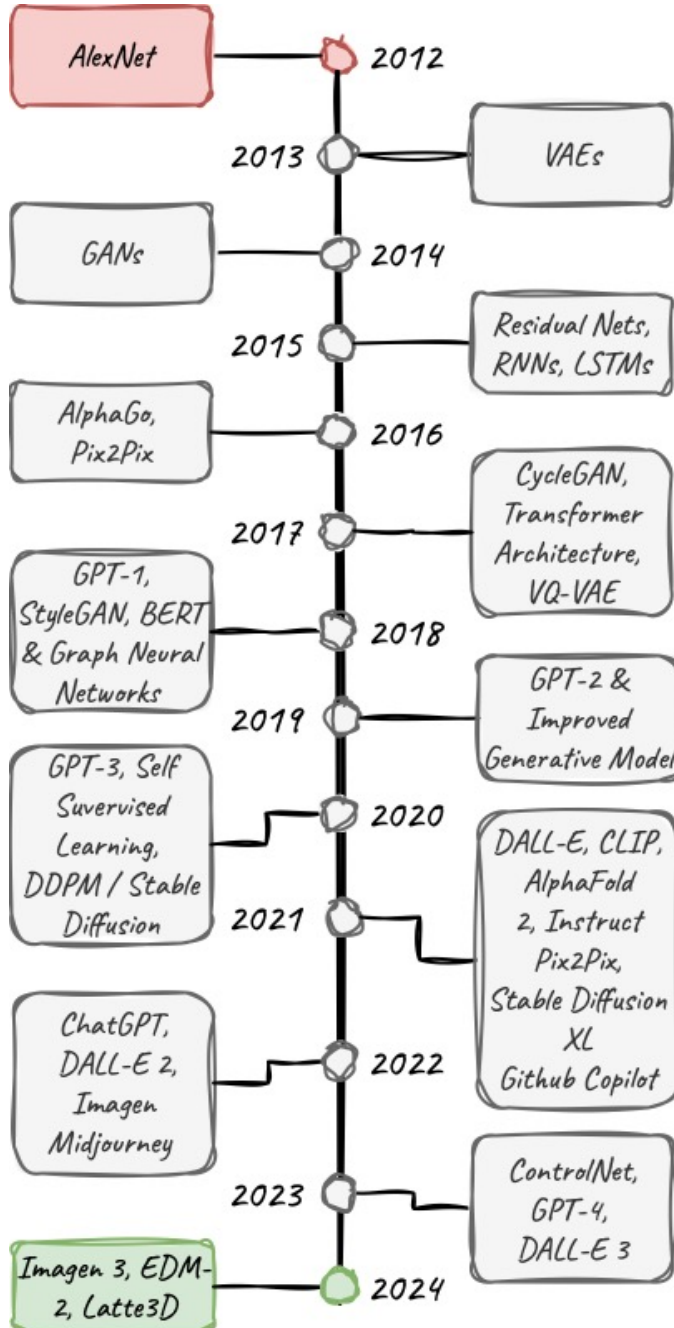 AlexNet
2012
2013
VAEs
GANs
2014
2015
Residual Nets,
RNNs, LSTMs
AlphaGo,
Pix2Pix
2016
2017
CycleGAN,
Transformer
Architecture,
VQ-VAE
GPT-1,
StyleGAN, BERT
& Graph Neural
Networks
2018
2019
GPT-2 &
Improved
Generative Model
GPT-3, Self
Suvervised
Learning,
DDPM / Stable
Diffusion
2020
2021
DALL-E, CLIP,
AlphaFold
2, Instruct
Pix2Pix,
Stable Diffusion
XL
Github Copilot
ChatGPT,
DALL-E 2,
Imagen
Midjourney
2022
2023
ControlNet,
GPT-4,
DALL-E 3
Imagen 3, EDM-
2, Latte3D
2024